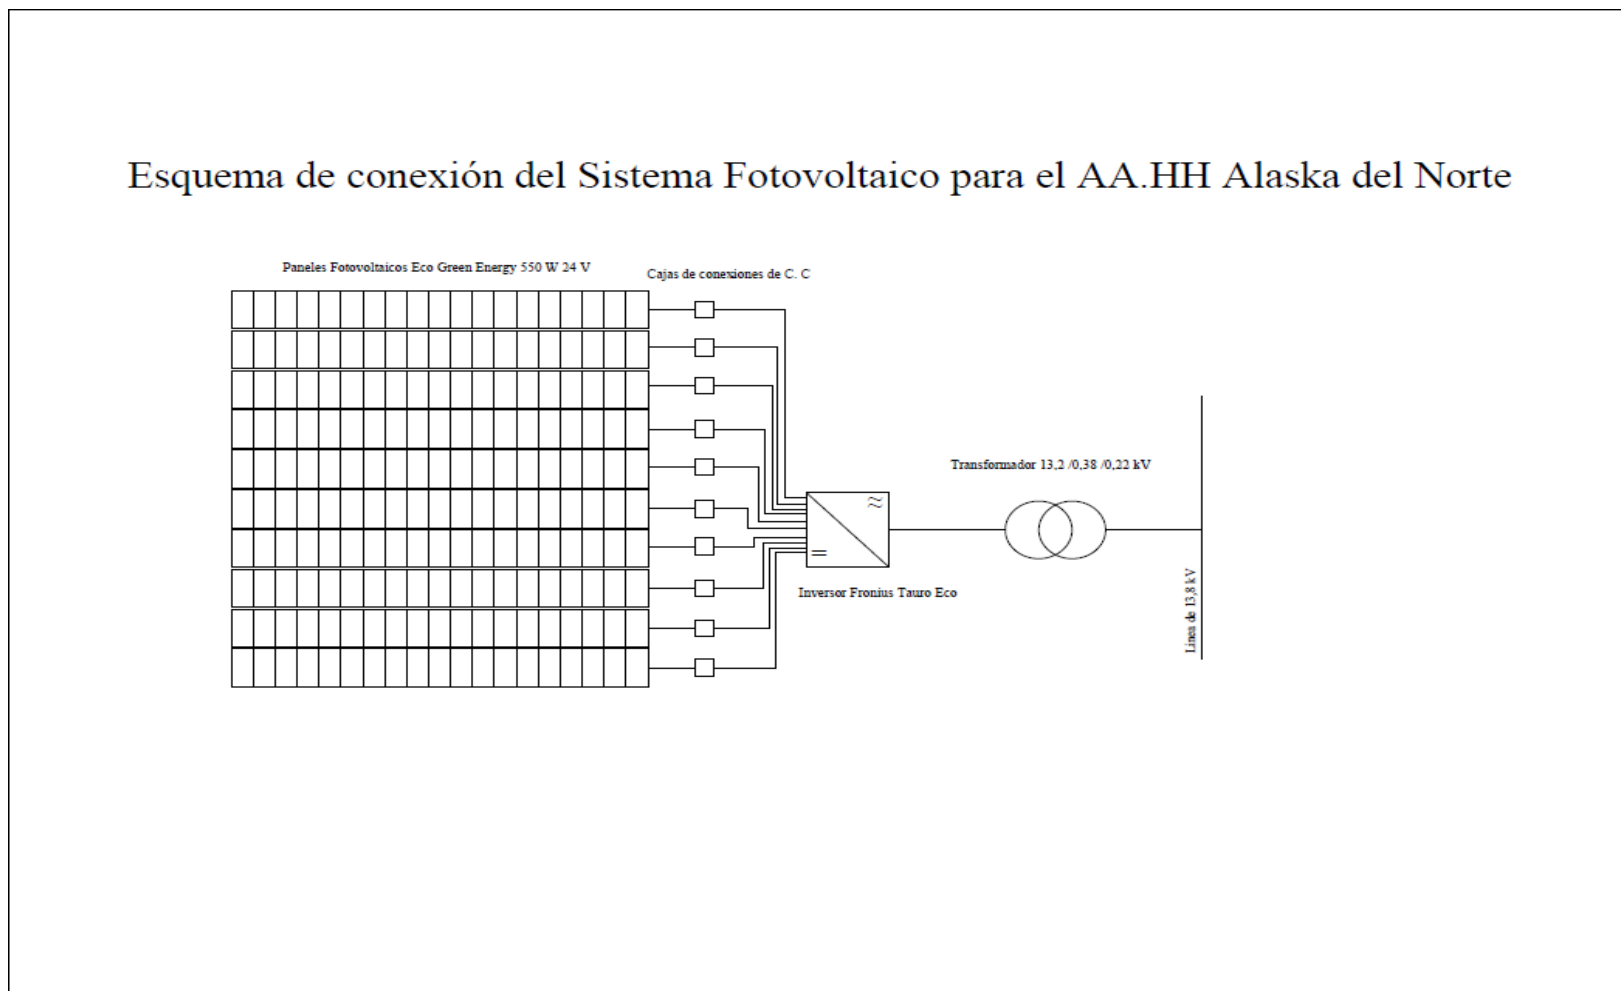 Esquema de conexión del Sistema Fotovoltaico para el AA.HH Alaska del Norte
Paneles Fotovoltaicos Eco Green Energy 550 W 24 V
Cajas de conexiones de C. C
Transformador 13,2 /0,38 /0,22 kV
Inversor Fronius Tauro Eco
Linea de 13,8 kV